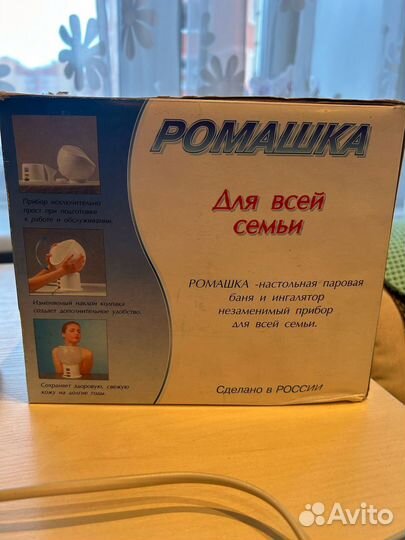 РОМАШКА
Для всей
семьи
РОМАШКА -настольная паровая
баня и ингалятор
незаменимый прибор
для всей семьи.
Сделано в РОССИИ
Прибор исключительно
прост при подготовке
к работе и обслуживании.
Изменяемый наклон колпака
создает дополнительное удобство.
Сохраняет здоровую, свежую
кожу на долгие годы.
Avito